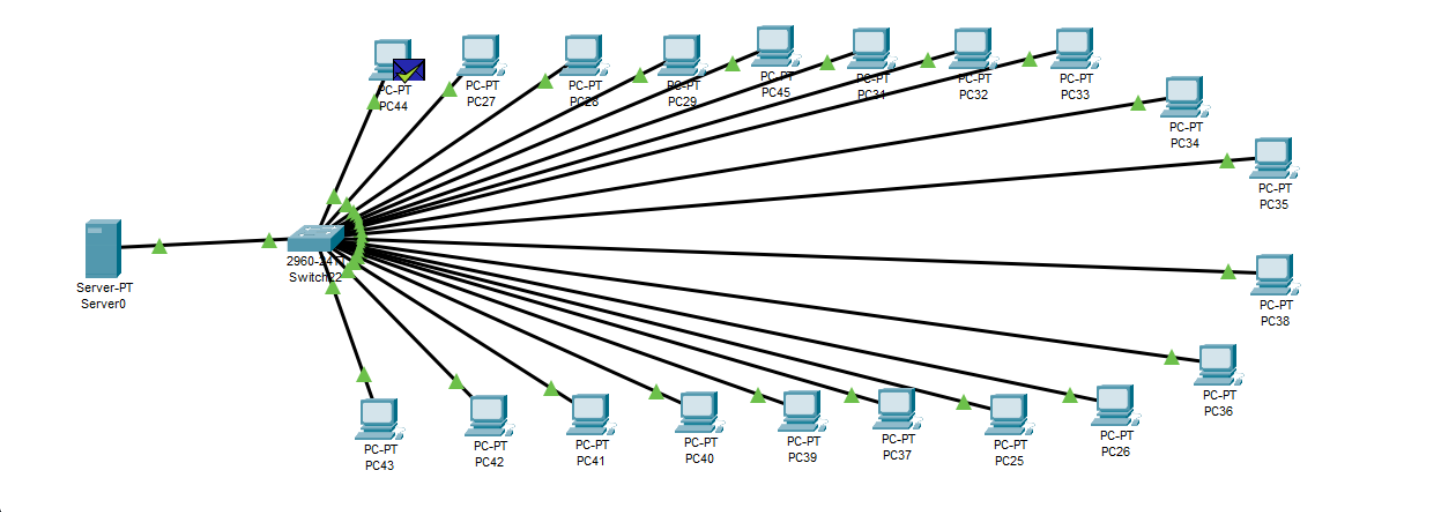 PC-PT
PC44
PC-PT
PC27
PC-PT
PC28
PC-PT
PC29
PC-PT
PC45
PC-PT
PC31
PC-PT
PC32
PC-PT
PC33
PC-PT
PC34
PC-PT
PC35
Server-PT
Server0
2960-24TT
Switch22
PC-PT
PC38
PC-PT
PC36
PC-PT
PC43
PC-PT
PC42
PC-PT
PC41
PC-PT
PC40
PC-PT
PC39
PC-PT
PC37
PC-PT
PC25
PC-PT
PC26